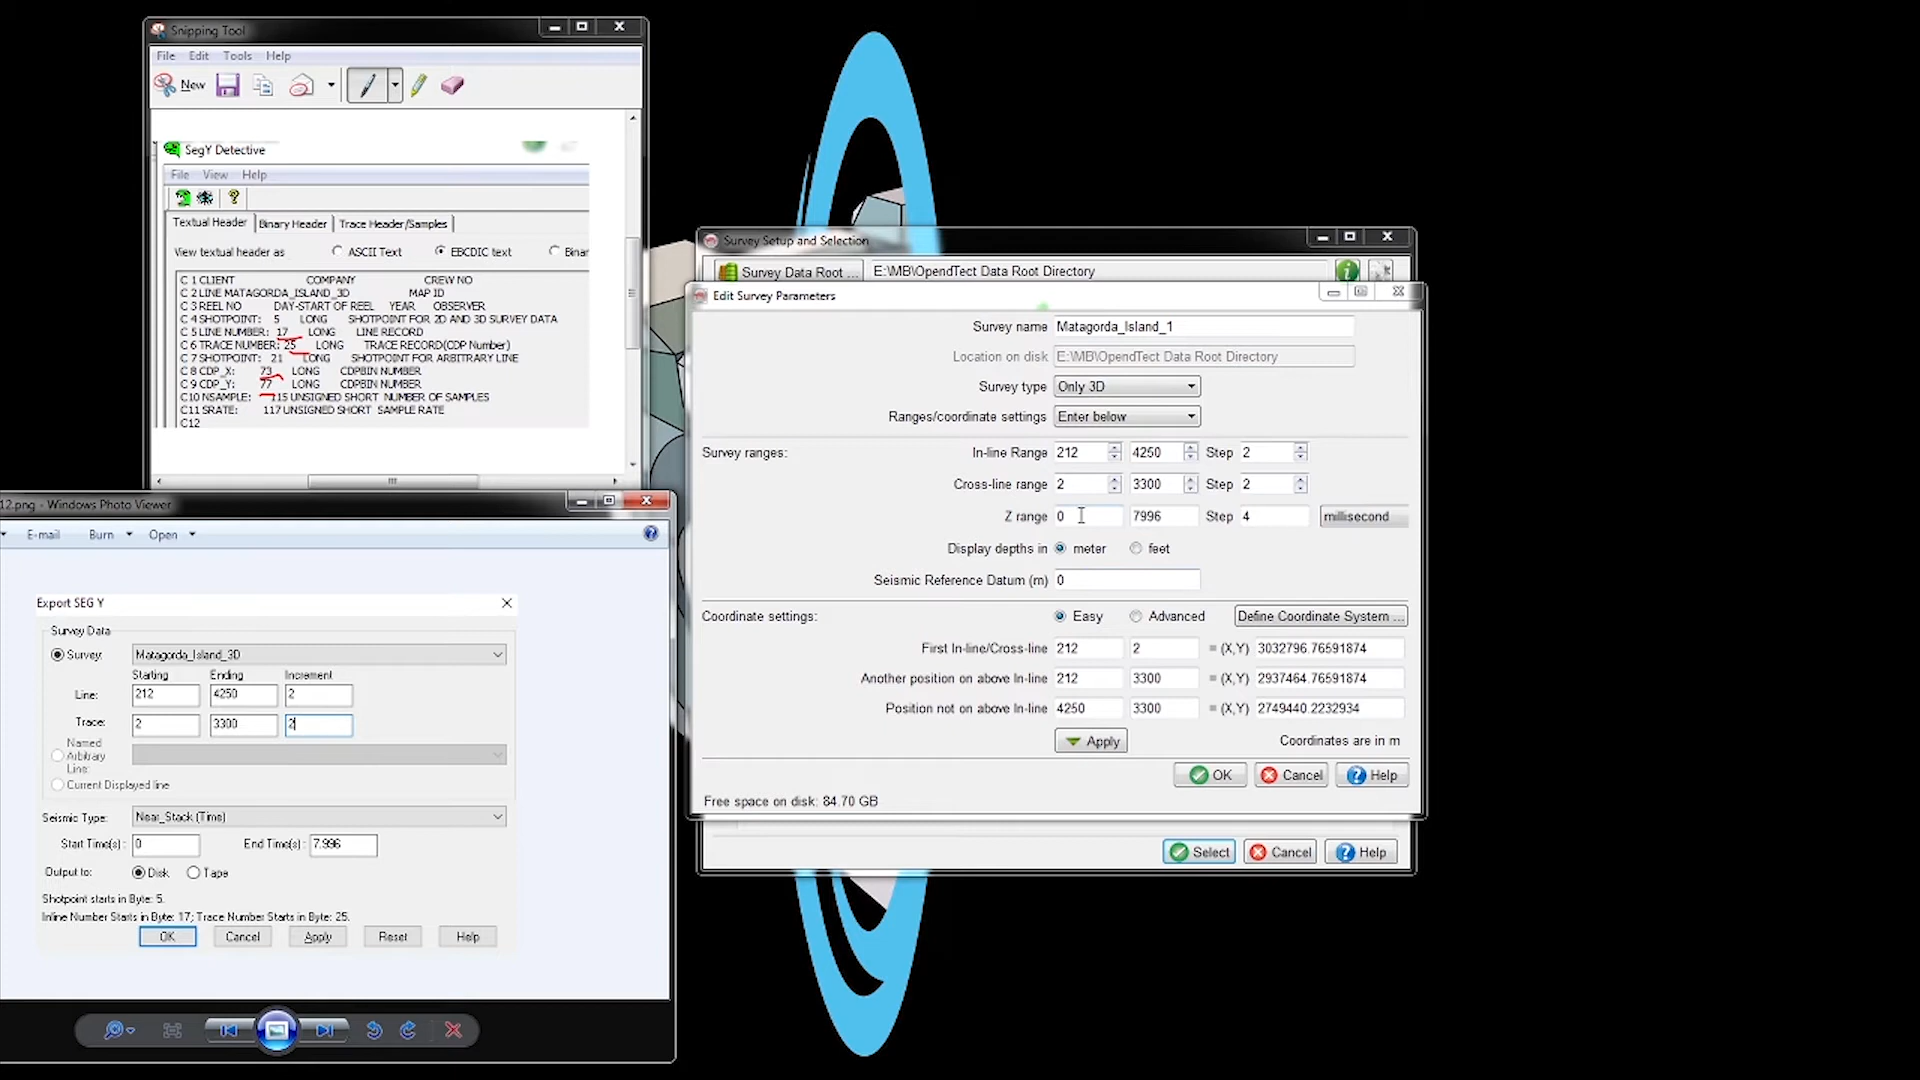 Snipping Tool
File Edit Tools Help
New
SegY Detective
File View Help
Textual Header Binary Header Trace Header/Samples
View textual header as ASCII Text EBCDIC text Binar
C 1 CLIENT COMPANY CREW NO
C 2 LINE MATAGORDA_ISLAND_3D MAP ID
C 3 REEL NO DAY-START OF REEL YEAR OBSERVER
C 4 SHOTPOINT: 5 LONG SHOTPOINT FOR 2D AND 3D SURVEY DATA
C 5 LINE NUMBER: 17 LONG LINE RECORD
C 6 TRACE NUMBER: 25 LONG TRACE RECORD(CDP Number)
C 7 SHOTPOINT: 21 LONG SHOTPOINT FOR ARBITRARY LINE
C 8 CDP_X: 73 LONG CDPBIN NUMBER
C 9 CDP_Y: 77 LONG CDPBIN NUMBER
C10 NSAMPLE: 115 UNSIGNED SHORT NUMBER OF SAMPLES
C11 SRATE: 117 UNSIGNED SHORT SAMPLE RATE
C12
12.png - Windows Photo Viewer
E-mail Burn Open
Export SEG Y
Survey Data
Survey: Matagorda_Island_3D
Starting Ending Increment
Line: 212 4250 2
Trace: 2 3300 2
Named
Arbitrary
Line:
Current Displayed line
Seismic Type: Near_Stack (Time)
Start Time(s): 0 End Time(s): 7.996
Output to: Disk Tape
Shotpoint starts in Byte: 5.
Inline Number Starts in Byte: 17; Trace Number Starts in Byte: 25.
OK Cancel Apply Reset Help
Survey Setup and Selection
Survey Data Root ... E:\MB\OpendTect Data Root Directory
Edit Survey Parameters
Survey name Matagorda_Island_1
Location on disk E:\MB\OpendTect Data Root Directory
Survey type Only 3D
Ranges/coordinate settings Enter below
Survey ranges: In-line Range 212 4250 Step 2
Cross-line range 2 3300 Step 2
Z range 0 7996 Step 4 millisecond
Display depths in meter feet
Seismic Reference Datum (m) 0
Coordinate settings: Easy Advanced Define Coordinate System ...
First In-line/Cross-line 212 2 = (X,Y) 3032796.76591874
Another position on above In-line 212 3300 = (X,Y) 2937464.76591874
Position not on above In-line 4250 3300 = (X,Y) 2749440.2232934
Apply Coordinates are in m
OK Cancel Help
Free space on disk: 84.70 GB
Select Cancel Help